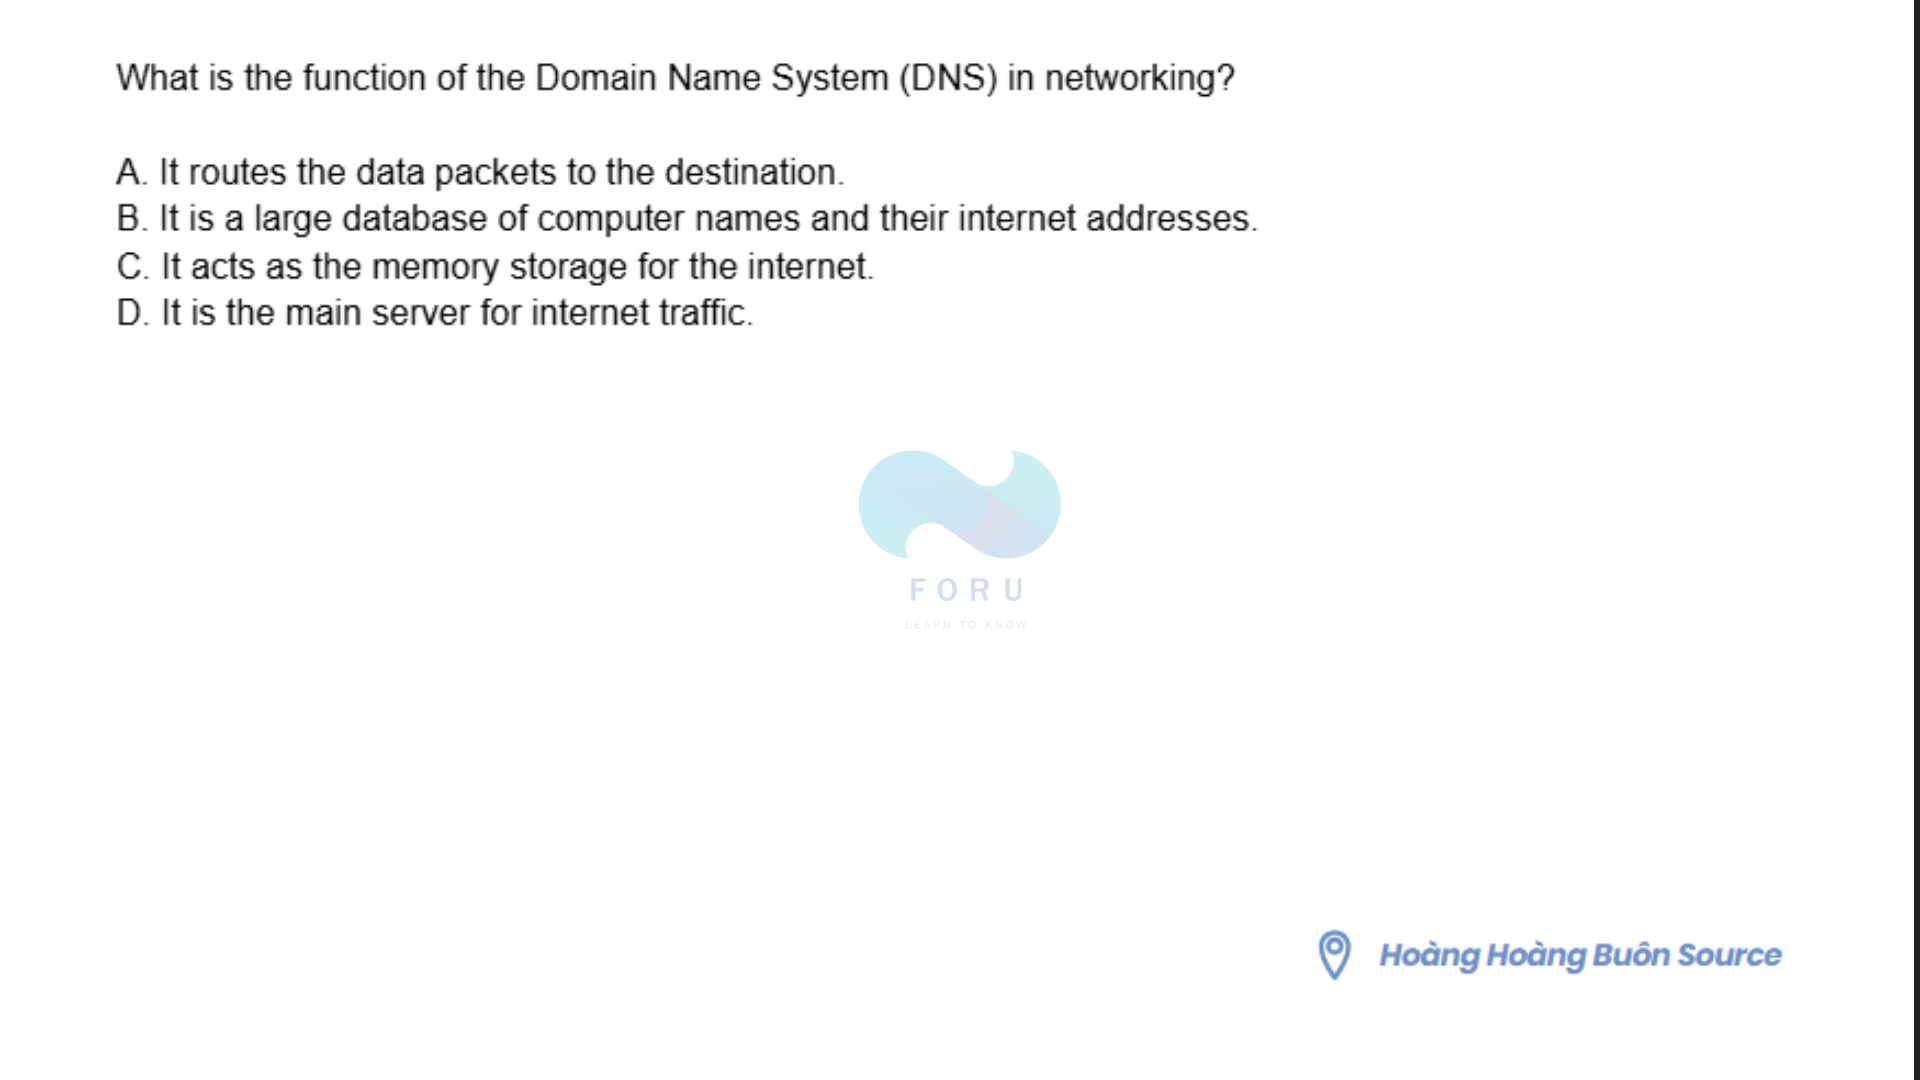 What is the function of the Domain Name System (DNS) in networking?
A. It routes the data packets to the destination.
B. It is a large database of computer names and their internet addresses.
C. It acts as the memory storage for the internet.
D. It is the main server for internet traffic.
FORU
LEARN TO KNOW
Hoàng Hoàng Buôn Source